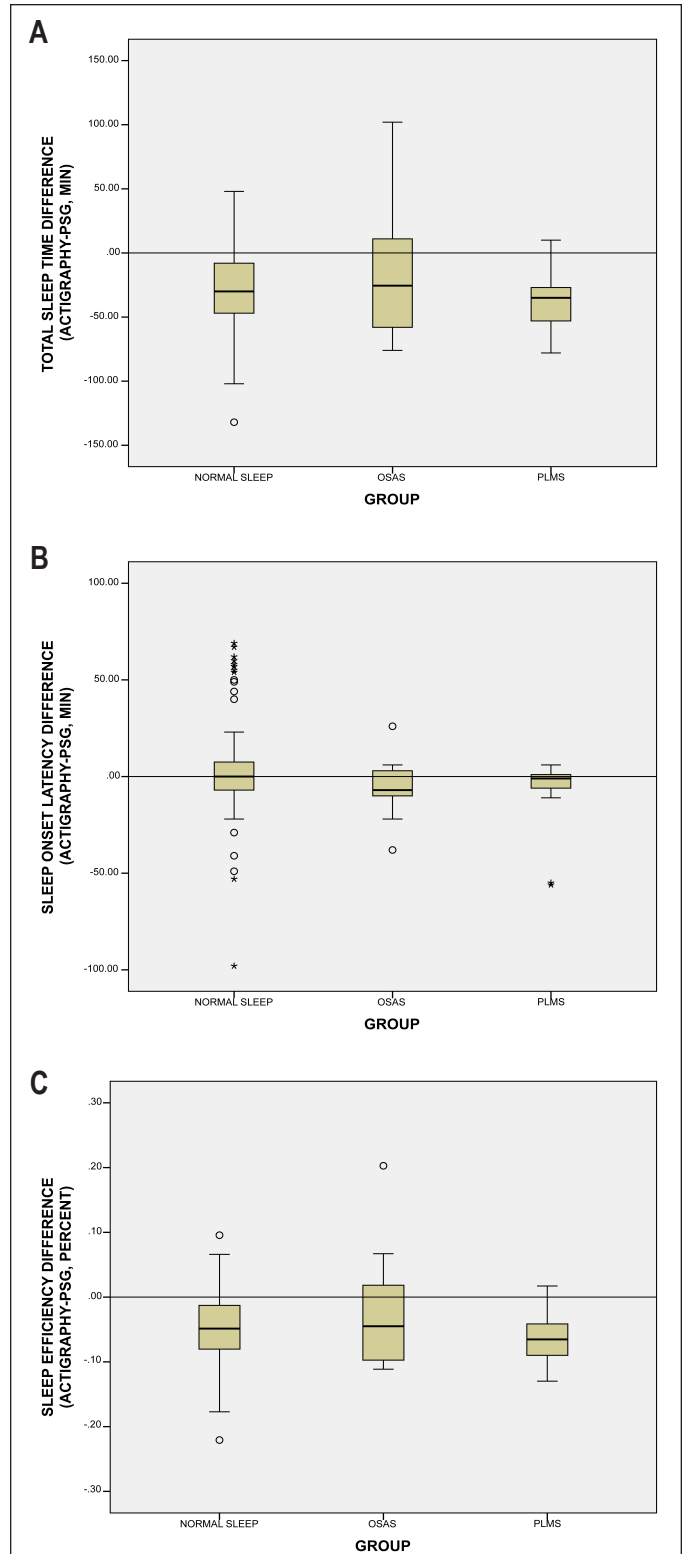 A
TOTAL SLEEP TIME DIFFERENCE
(ACTIGRAPHY-PSG, MIN)
150.00
100.00
50.00
.00
-50.00
-100.00
-150.00
NORMAL SLEEP OSAS PLMS
GROUP
B
SLEEP ONSET LATENCY DIFFERENCE
(ACTIGRAPHY-PSG, MIN)
100.00
50.00
.00
-50.00
-100.00
NORMAL SLEEP OSAS PLMS
GROUP
C
SLEEP EFFICIENCY DIFFERENCE
(ACTIGRAPHY-PSG, PERCENT)
.30
.20
.10
.00
-.10
-.20
-.30
NORMAL SLEEP OSAS PLMS
GROUP